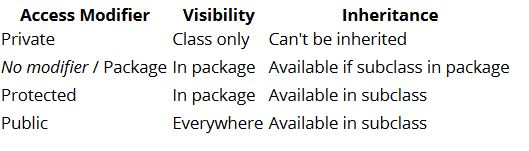 Access Modifier Visibility Inheritance
Private Class only Can't be inherited
No modifier / Package In package Available if subclass in package
Protected In package Available in subclass
Public Everywhere Available in subclass